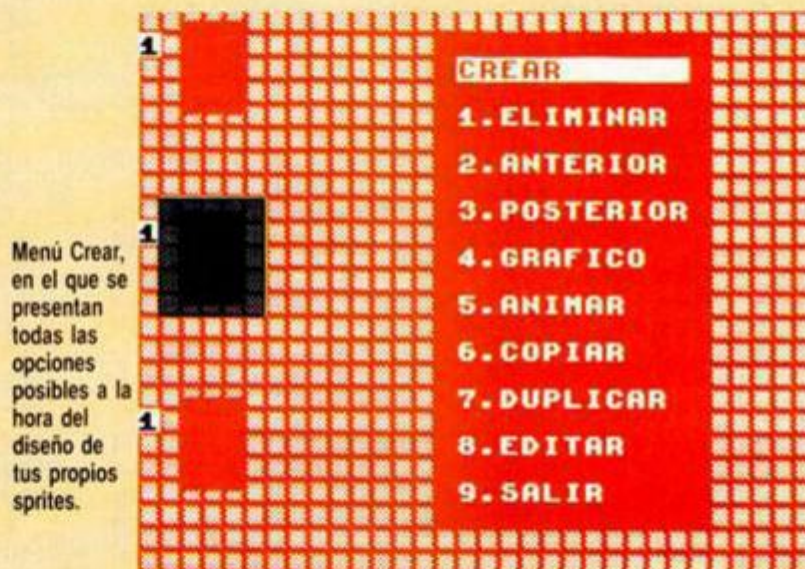 Menú Crear,
en el que se
presentan
todas las
opciones
posibles a la
hora del
diseño de
tus propios
sprites.
1
1
1
CREAR
1.ELIMINAR
2.ANTERIOR
3.POSTERIOR
4.GRAFICO
5.ANIMAR
6.COPIAR
7.DUPLICAR
8.EDITAR
9.SALIR